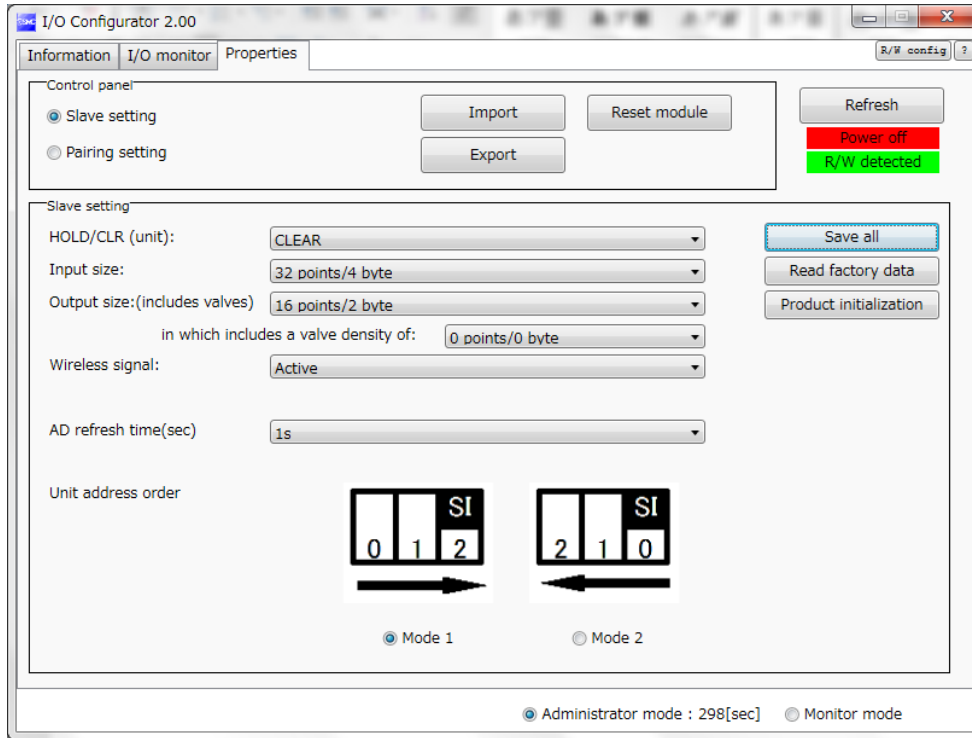 I/O Configurator 2.00
Information I/O monitor Properties R/W config ?
Control panel
Slave setting Import Reset module Refresh
Power off
Pairing setting Export R/W detected
Slave setting
HOLD/CLR (unit): CLEAR Save all
Input size: 32 points/4 byte Read factory data
Output size:(includes valves) 16 points/2 byte Product initialization
in which includes a valve density of: 0 points/0 byte
Wireless signal: Active
AD refresh time(sec) 1s
Unit address order
SI SI
0 1 2 2 1 0
Mode 1 Mode 2
Administrator mode : 298[sec] Monitor mode